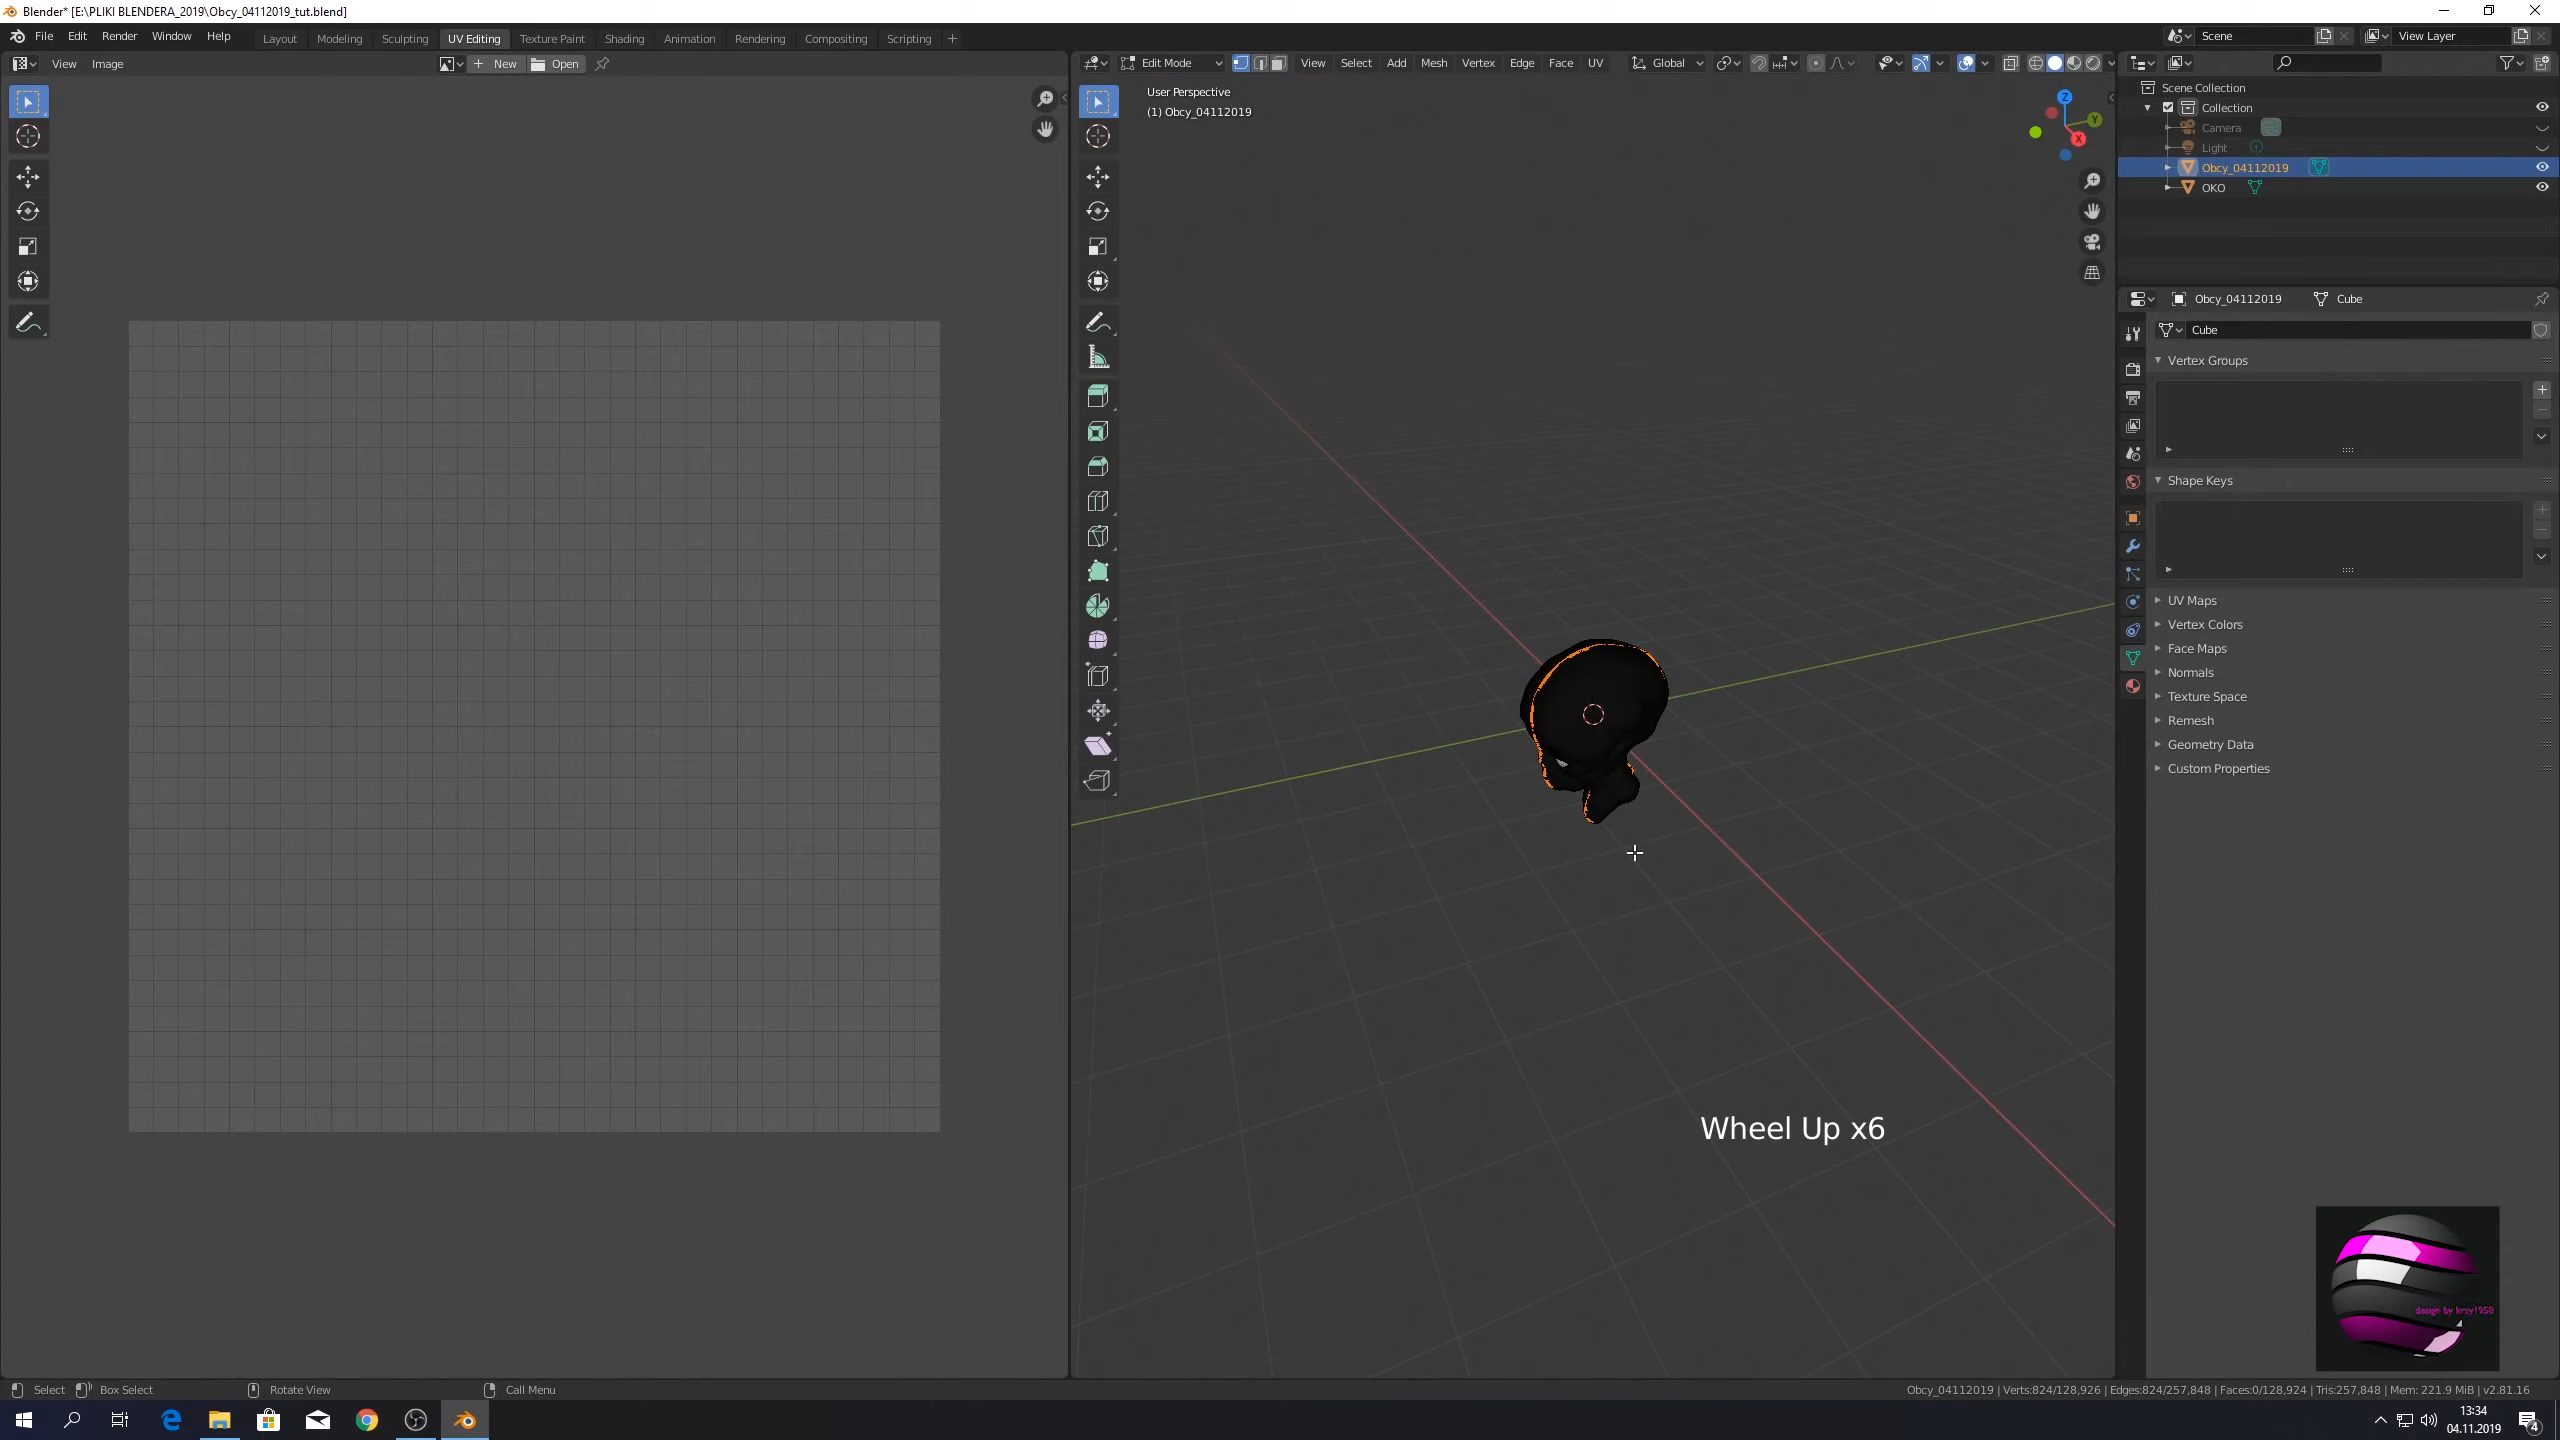 Blender* [E:\PLIKI BLENDERA_2019\Obcy_04112019_tut.blend]
File Edit Render Window Help Layout Modeling Sculpting UV Editing Texture Paint Shading Animation Rendering Compositing Scripting + Scene View Layer
View Image New Open Edit Mode View Select Add Mesh Vertex Edge Face UV Global
User Perspective
(1) Obcy_04112019
Z
Y
X
Scene Collection
Collection
Camera
Light
Obcy_04112019
OKO
Obcy_04112019 Cube
Cube
Vertex Groups
Shape Keys
UV Maps
Vertex Colors
Face Maps
Normals
Texture Space
Remesh
Geometry Data
Custom Properties
Wheel Up x6
design by krzy1958
Select Box Select Rotate View Call Menu
Obcy_04112019 | Verts:824/128,926 | Edges:824/257,848 | Faces:0/128,924 | Tris:257,848 | Mem: 221.9 MiB | v2.81.16
13:34
04.11.2019
4